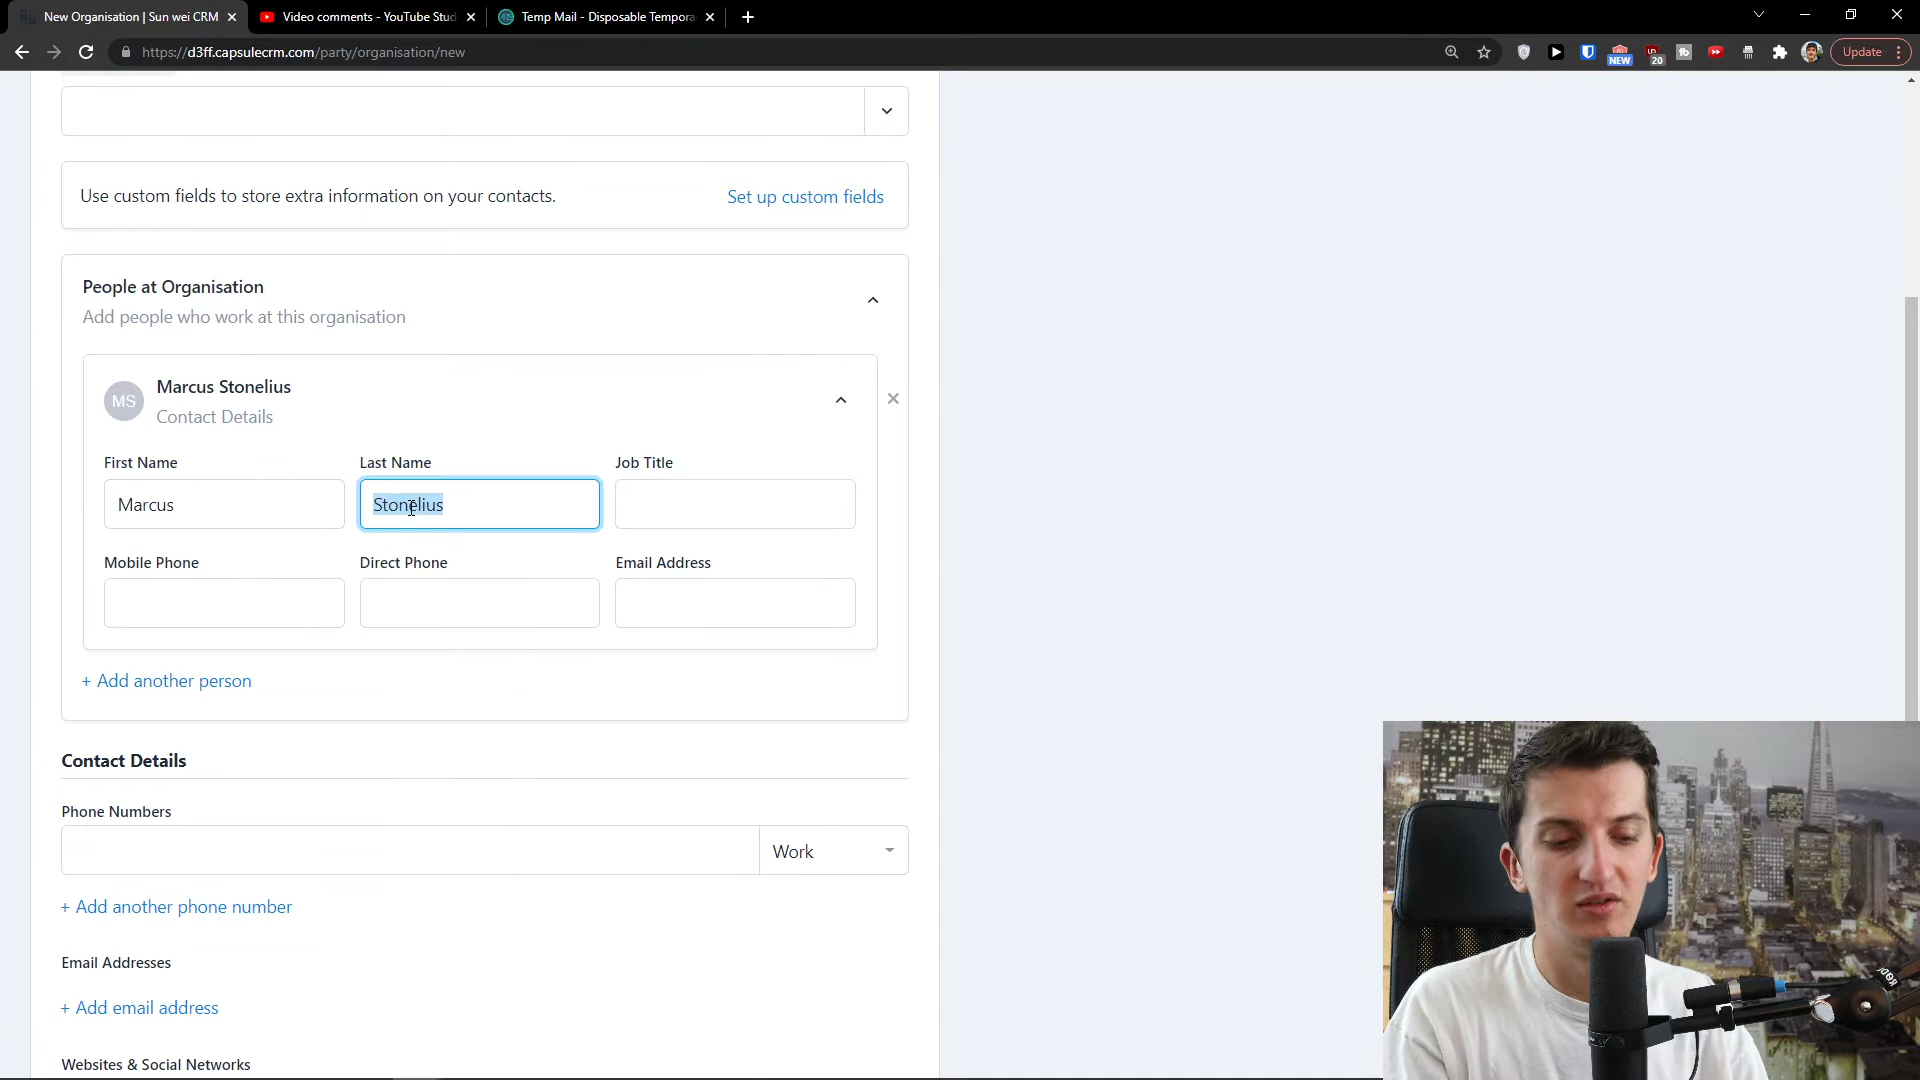 New Organisation | Sun wei CRM
Video comments - YouTube Stud
Temp Mail - Disposable Tempora
https://d3ff.capsulecrm.com/party/organisation/new
NEW
20
Update
Use custom fields to store extra information on your contacts.
Set up custom fields
People at Organisation
Add people who work at this organisation
MS
Marcus Stonelius
Contact Details
First Name
Last Name
Job Title
Marcus
Stonelius
Mobile Phone
Direct Phone
Email Address
+ Add another person
Contact Details
Phone Numbers
Work
+ Add another phone number
Email Addresses
+ Add email address
Websites & Social Networks
RØDE